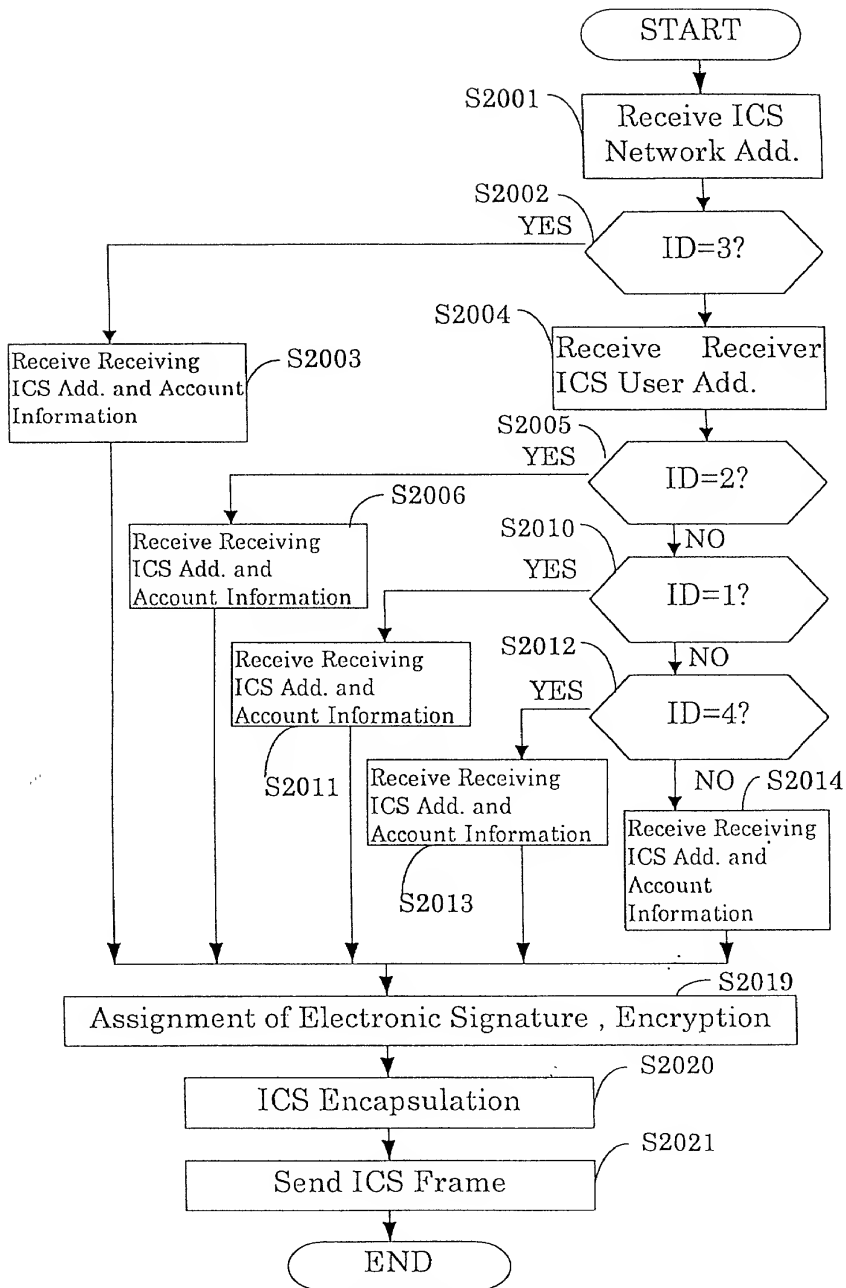 START
S2001
Receive ICS
Network Add.
S2002
YES
ID=3?
S2004
Receive Receiver
ICS User Add.
Receive Receiving
ICS Add. and Account
Information
S2003
S2005
YES
ID=2?
S2006
NO
Receive Receiving
ICS Add. and
Account Information
S2010
YES
ID=1?
NO
Receive Receiving
ICS Add. and
Account Information
S2011
S2012
YES
ID=4?
NO
Receive Receiving
ICS Add. and
Account Information
S2013
S2014
Receive Receiving
ICS Add. and
Account
Information
S2019
Assignment of Electronic Signature , Encryption
S2020
ICS Encapsulation
S2021
Send ICS Frame
END